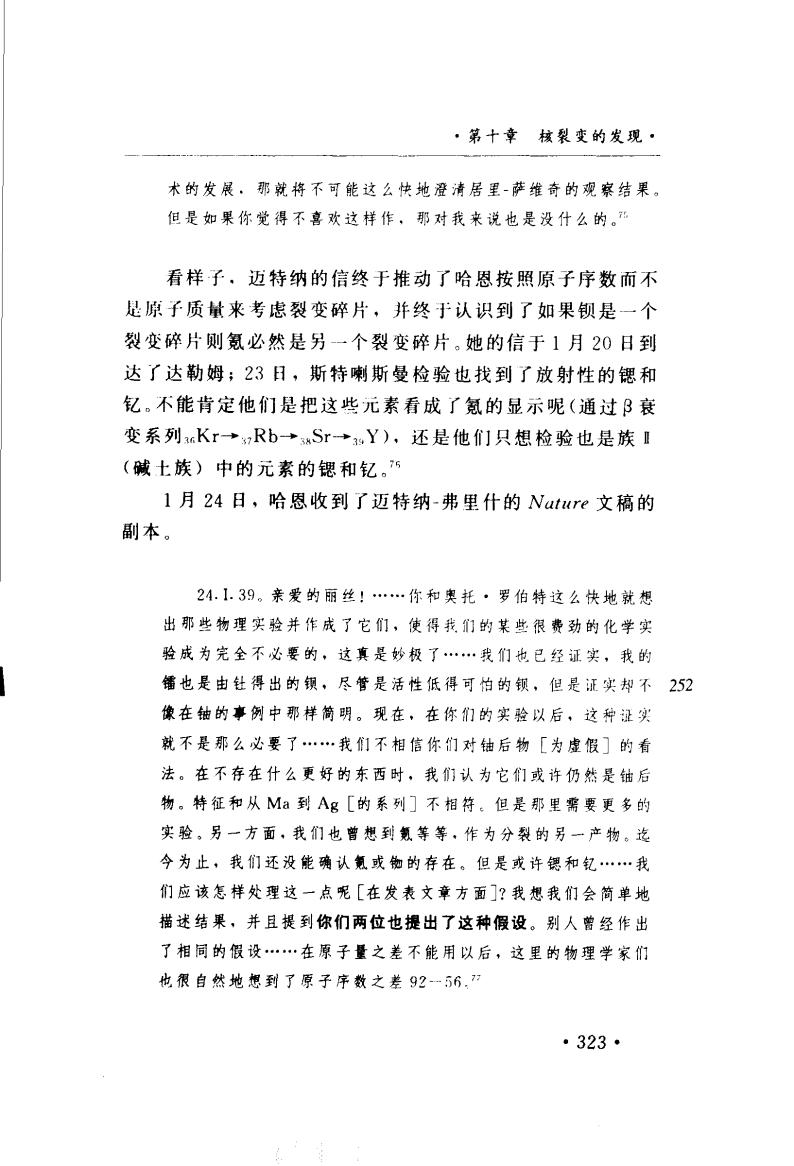 ·第十章 核裂变的发现·
术的发展，那就将不可能这么快地澄清居里-萨维奇的观察结果。
但是如果你觉得不喜欢这样作，那对我来说也是没什么的。75
看样子，迈特纳的信终于推动了哈恩按照原子序数而不
是原子质量来考虑裂变碎片，并终于认识到了如果钡是一个
裂变碎片则氪必然是另一个裂变碎片。她的信于1月20日到
达了达勒姆；23日，斯特喇斯曼检验也找到了放射性的锶和
钇。不能肯定他们是把这些元素看成了氪的显示呢(通过β衰
变系列₃₆Kr→₃₇Rb→₃₈Sr→₃₉Y)，还是他们只想检验也是族Ⅱ
(碱土族)中的元素的锶和钇。76
1月24日，哈恩收到了迈特纳-弗里什的 Nature 文稿的
副本。
24.I.39。亲爱的丽丝！……你和奥托·罗伯特这么快地就想
出那些物理实验并作成了它们，使得我们的某些很费劲的化学实
验成为完全不必要的，这真是妙极了……我们也已经证实，我的
镭也是由钍得出的钡，尽管是活性低得可怕的钡，但是证实却不
252
像在铀的事例中那样简明。现在，在你们的实验以后，这种证实
就不是那么必要了……我们不相信你们对铀后物［为虚假］的看
法。在不存在什么更好的东西时，我们认为它们或许仍然是铀后
物。特征和从 Ma 到 Ag［的系列］不相符。但是那里需要更多的
实验。另一方面，我们也曾想到氪等等，作为分裂的另一产物。迄
今为止，我们还没能确认氪或铷的存在。但是或许锶和钇……我
们应该怎样处理这一点呢［在发表文章方面］？我想我们会简单地
描述结果，并且提到你们两位也提出了这种假设。别人曾经作出
了相同的假设……在原子量之差不能用以后，这里的物理学家们
也很自然地想到了原子序数之差 92—56。77
·323·